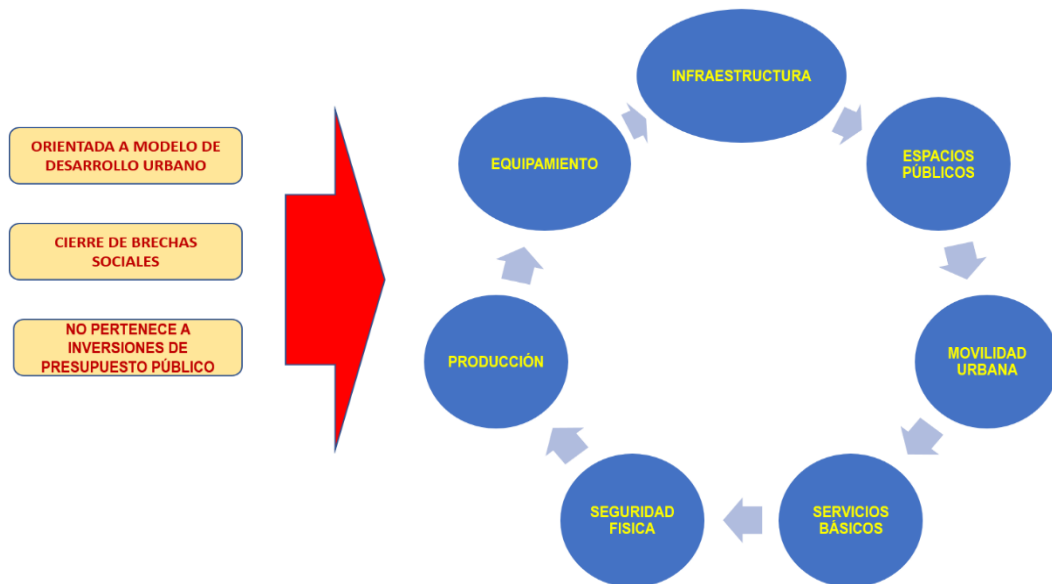 ORIENTADA A MODELO DE
DESARROLLO URBANO
CIERRE DE BRECHAS
SOCIALES
NO PERTENECE A
INVERSIONES DE
PRESUPUESTO PÚBLICO
INFRAESTRUCTURA
ESPACIOS
PÚBLICOS
MOVILIDAD
URBANA
SERVICIOS
BÁSICOS
SEGURIDAD
FISICA
PRODUCCIÓN
EQUIPAMIENTO